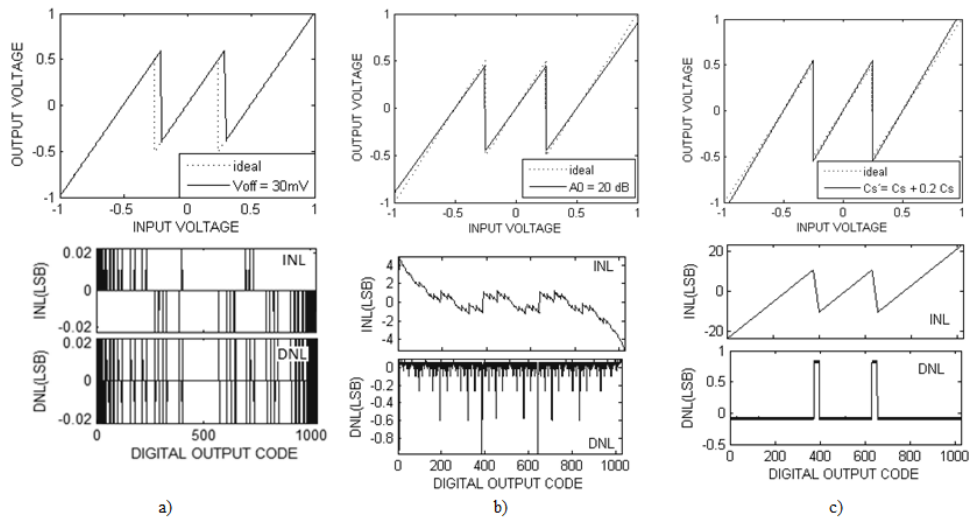 OUTPUT VOLTAGE
1
0.5
0
-0.5
-1
ideal
Voff = 30mV
-1 -0.5 0 0.5 1
INPUT VOLTAGE
INL(LSB)
0.02
0
-0.02
INL
DNL(LSB)
0.02
0
-0.02
DNL
0 500 1000
DIGITAL OUTPUT CODE
a)
OUTPUT VOLTAGE
1
0.5
0
-0.5
-1
ideal
A0 = 20 dB
-1 -0.5 0 0.5 1
INPUT VOLTAGE
INL(LSB)
4
2
0
-2
-4
INL
DNL(LSB)
0
-0.2
-0.4
-0.6
-0.8
DNL
0 200 400 600 800 1000
DIGITAL OUTPUT CODE
b)
OUTPUT VOLTAGE
1
0.5
0
-0.5
-1
ideal
Cs´= Cs + 0.2 Cs
-1 -0.5 0 0.5 1
INPUT VOLTAGE
INL(LSB)
20
0
-20
INL
DNL(LSB)
1
0.5
0
-0.5
DNL
0 200 400 600 800 1000
DIGITAL OUTPUT CODE
c)